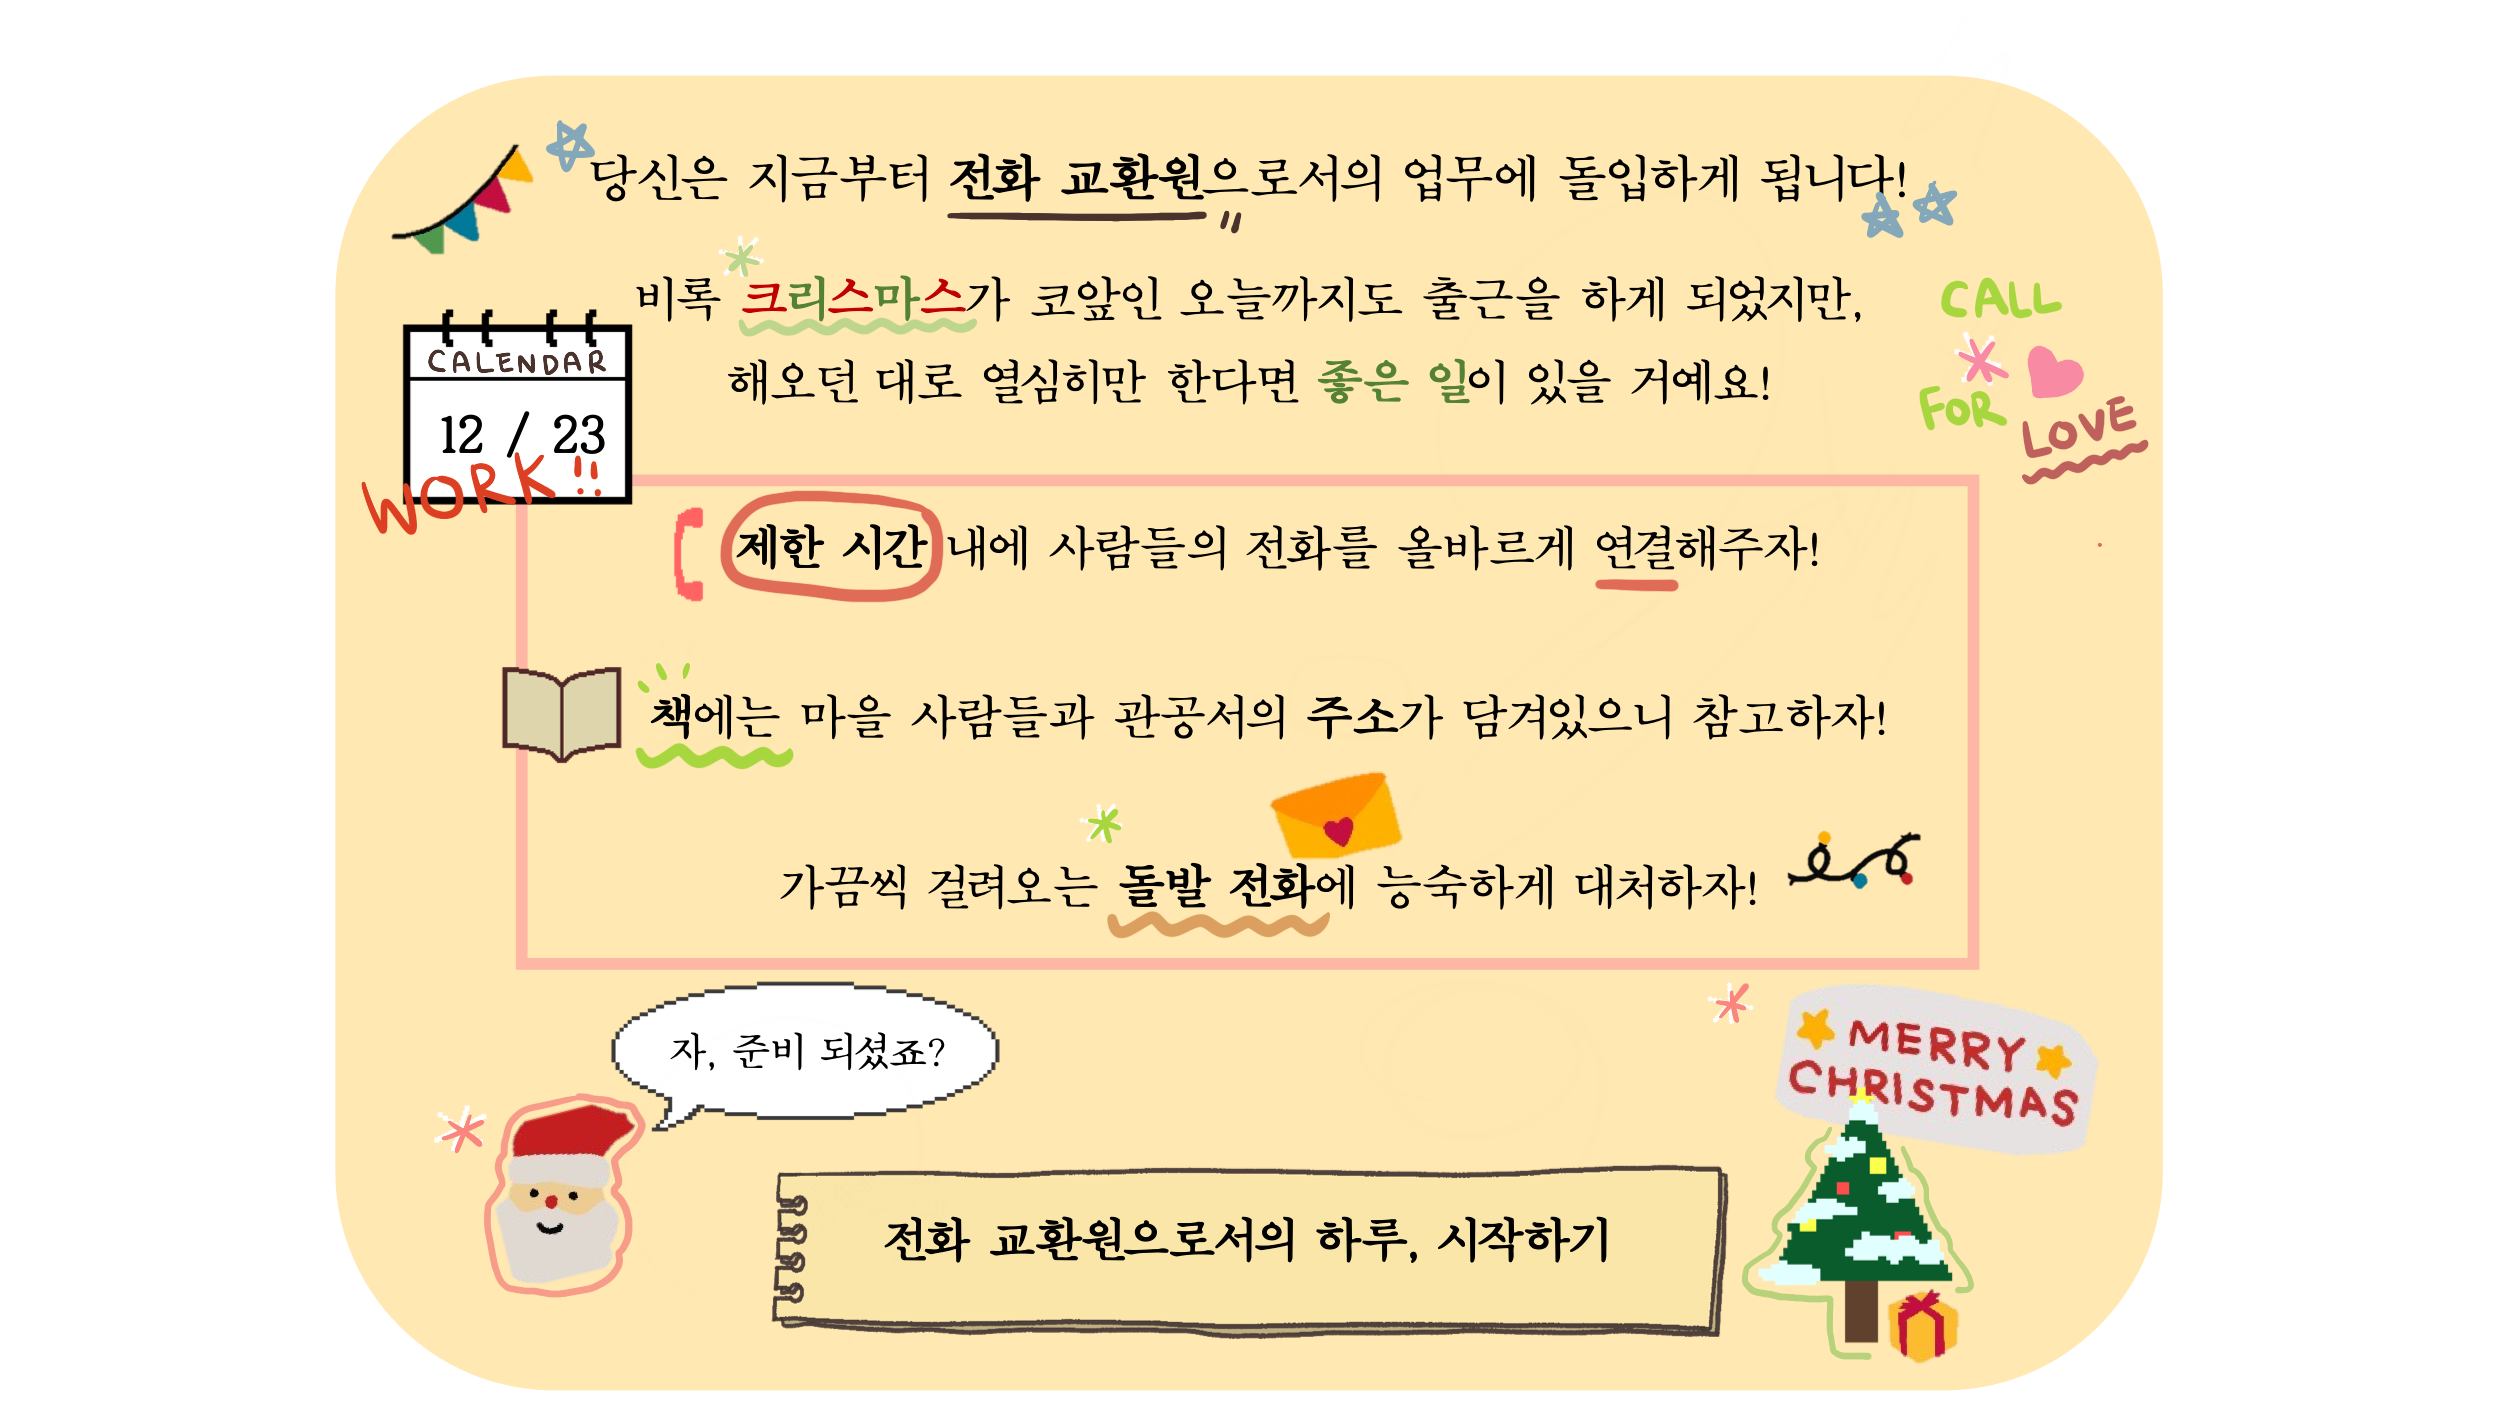 당신은 지금부터 전화 교환원으로서의 업무에 돌입하게 됩니다!
비록 크리스마스가 코앞인 오늘까지도 출근을 하게 되었지만,
해오던 대로 열심히만 한다면 좋은 일이 있을 거예요!
CALL
FOR
LOVE
CALENDAR
12 / 23
WORK!!
제한 시간 내에 사람들의 전화를 올바르게 연결해주자!
책에는 마을 사람들과 관공서의 주소가 담겨있으니 참고하자!
가끔씩 걸려오는 돌발 전화에 능숙하게 대처하자!
자, 준비 되셨죠?
MERRY
CHRISTMAS
전화 교환원으로서의 하루, 시작하기